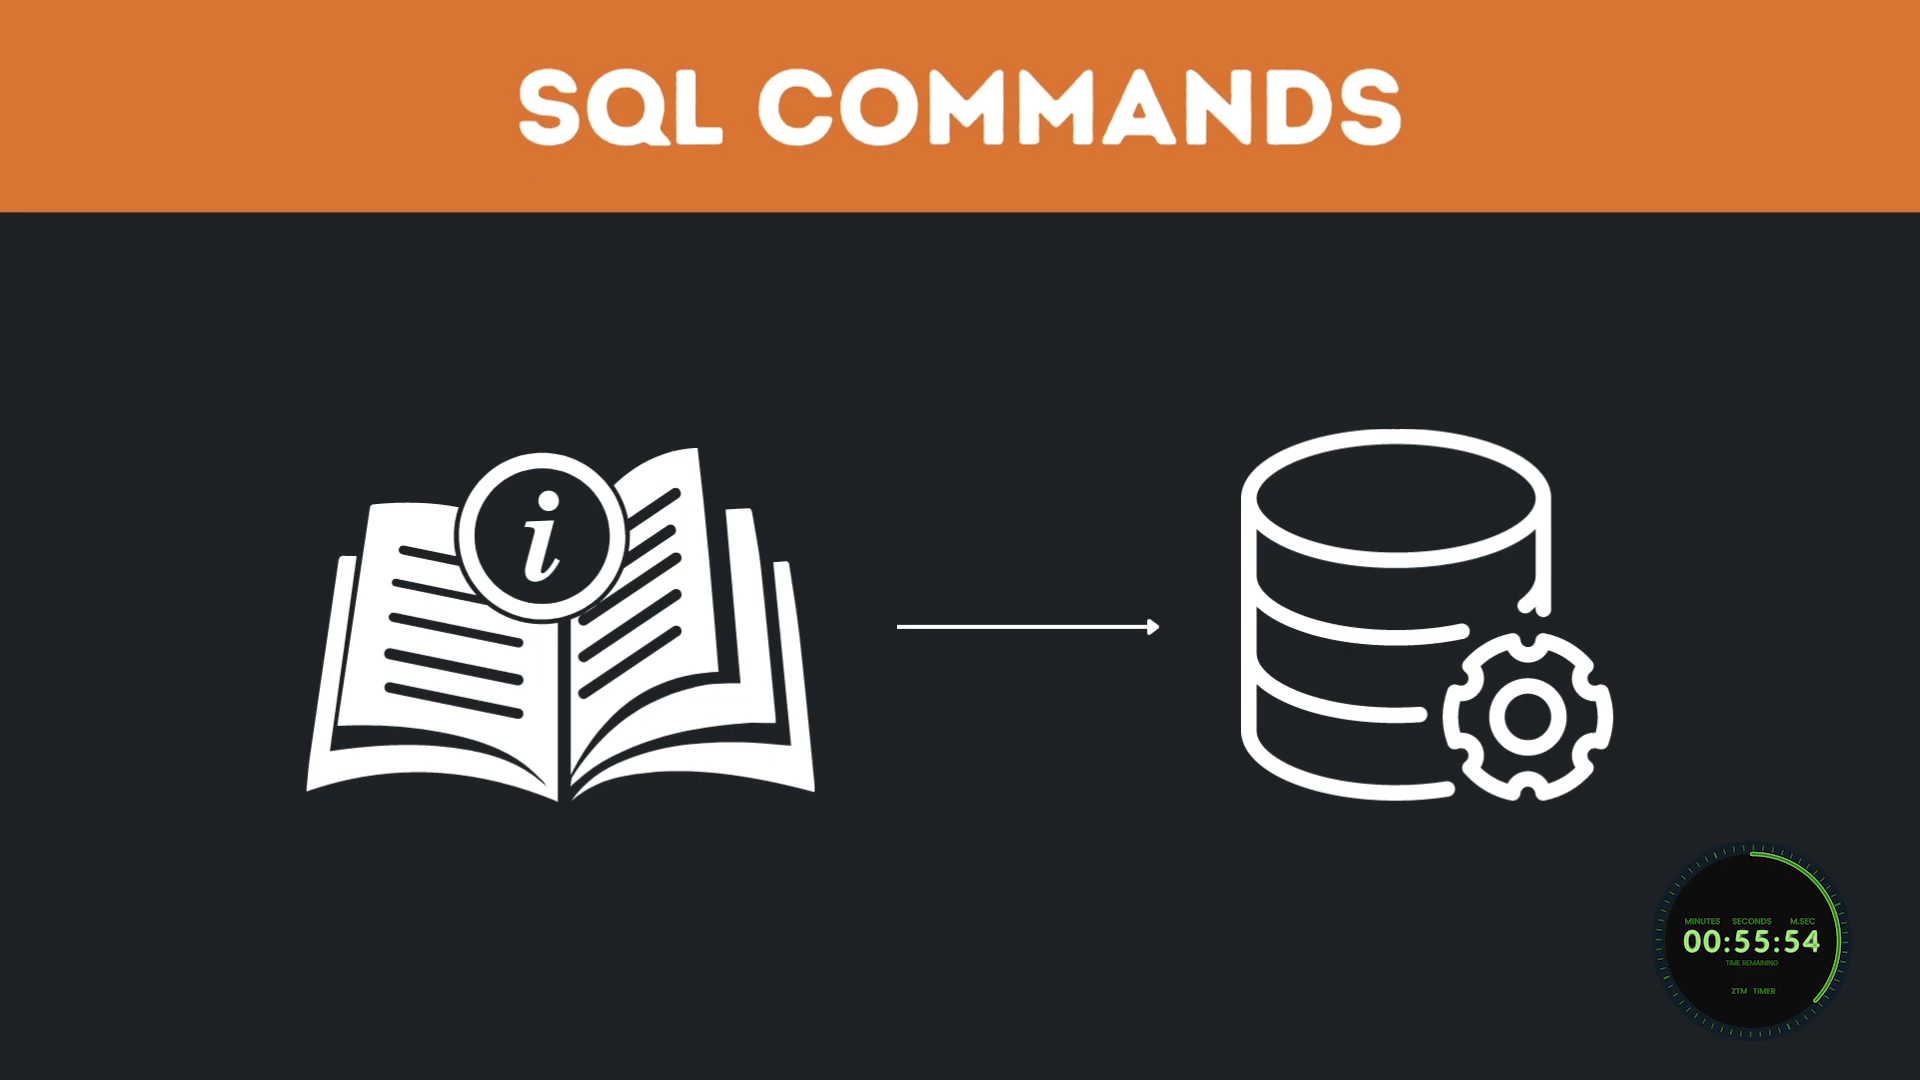 SQL COMMANDS
i
MINUTES SECONDS M.SEC
00:55:54
TIME REMAINING
ZTM TIMER